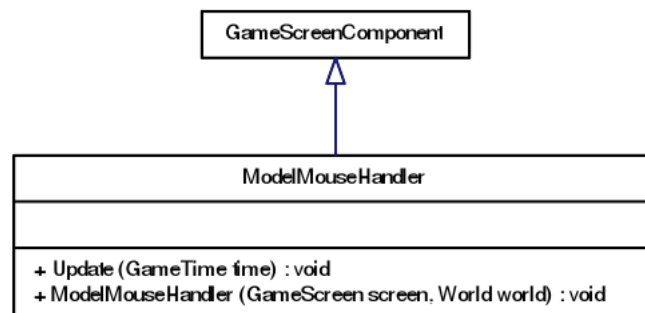 GameScreenComponent
ModelMouseHandler
+ Update (GameTime time) : void
+ ModelMouseHandler (GameScreen screen, World world) : void